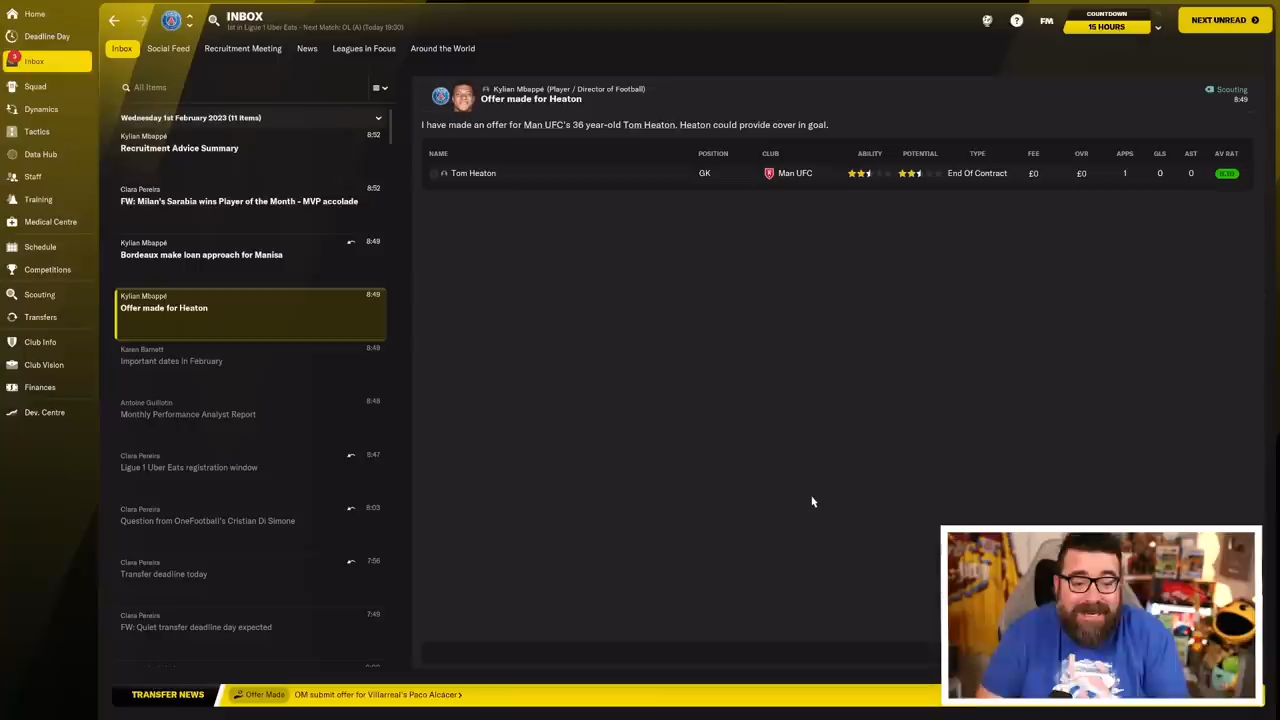 Home
Deadline Day
3
Inbox
Squad
Dynamics
Tactics
Data Hub
Staff
Training
Medical Centre
Schedule
Competitions
Scouting
Transfers
Club Info
Club Vision
Finances
Dev. Centre
INBOX
1st in Ligue 1 Uber Eats - Next Match: OL (A) (Today 19:30)
FM
COUNTDOWN
15 HOURS
NEXT UNREAD
Inbox Social Feed Recruitment Meeting News Leagues in Focus Around the World
All Items
Wednesday 1st February 2023 (11 items)
Kylian Mbappé 8:52
Recruitment Advice Summary
Clara Pereira 8:52
FW: Milan's Sarabia wins Player of the Month - MVP accolade
Kylian Mbappé 8:49
Bordeaux make loan approach for Manisa
Kylian Mbappé 8:49
Offer made for Heaton
Karen Barnett 8:49
Important dates in February
Antoine Guillotin 8:48
Monthly Performance Analyst Report
Clara Pereira 8:47
Ligue 1 Uber Eats registration window
Clara Pereira 8:03
Question from OneFootball's Cristian Di Simone
Clara Pereira 7:56
Transfer deadline today
Clara Pereira 7:49
FW: Quiet transfer deadline day expected
Kylian Mbappé (Player / Director of Football)
Offer made for Heaton
Scouting
8:49
I have made an offer for Man UFC's 36 year-old Tom Heaton. Heaton could provide cover in goal.
NAME POSITION CLUB ABILITY POTENTIAL TYPE FEE OVR APPS GLS AST AV RAT
Tom Heaton GK Man UFC End Of Contract £0 £0 1 0 0
TRANSFER NEWS Offer Made OM submit offer for Villarreal's Paco Alcácer